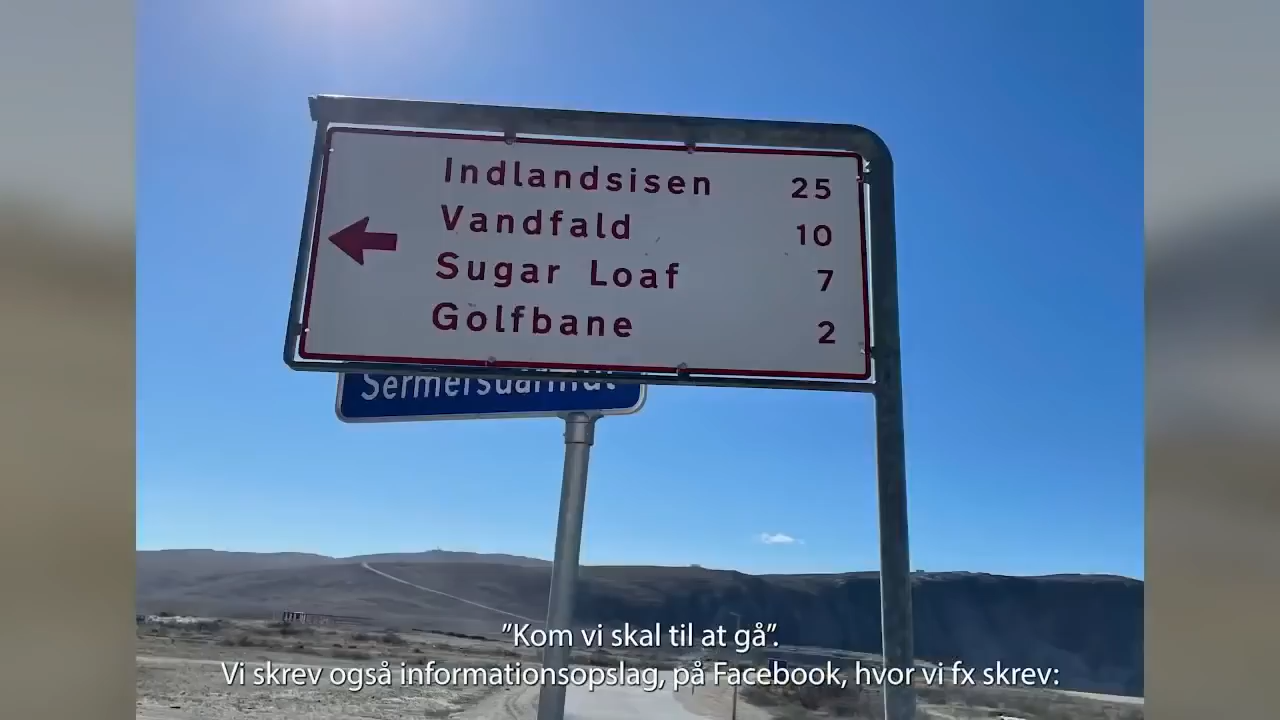 Indlandsisen 25
Vandfald 10
Sugar Loaf 7
Golfbane 2
”Kom vi skal til at gå”.
Vi skrev også informationsopslag, på Facebook, hvor vi fx skrev: